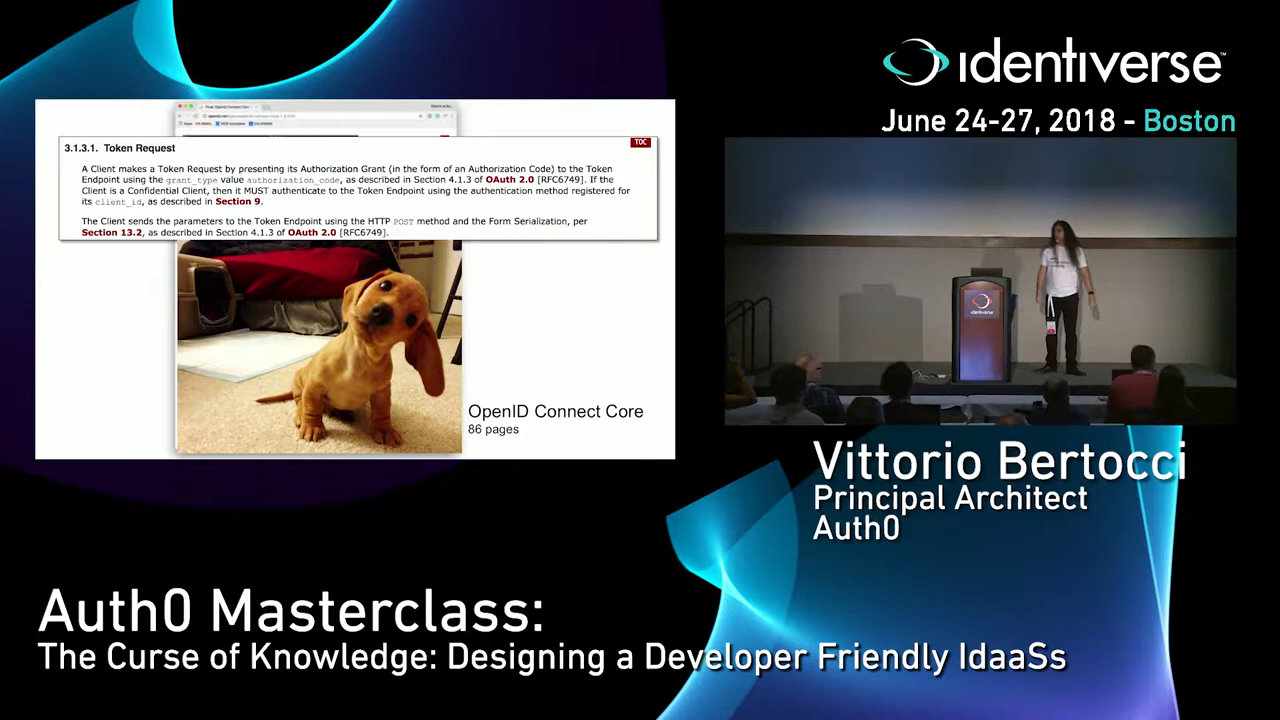 identiverse™
June 24-27, 2018 - Boston
3.1.3.1. Token Request
TOC
A Client makes a Token Request by presenting its Authorization Grant (in the form of an Authorization Code) to the Token
Endpoint using the grant_type value authorization_code, as described in Section 4.1.3 of OAuth 2.0 [RFC6749]. If the
Client is a Confidential Client, then it MUST authenticate to the Token Endpoint using the authentication method registered for
its client_id, as described in Section 9.
The Client sends the parameters to the Token Endpoint using the HTTP POST method and the Form Serialization, per
Section 13.2, as described in Section 4.1.3 of OAuth 2.0 [RFC6749].
OpenID Connect Core
86 pages
identiverse
Vittorio Bertocci
Principal Architect
Auth0
Auth0 Masterclass:
The Curse of Knowledge: Designing a Developer Friendly IdaaSs